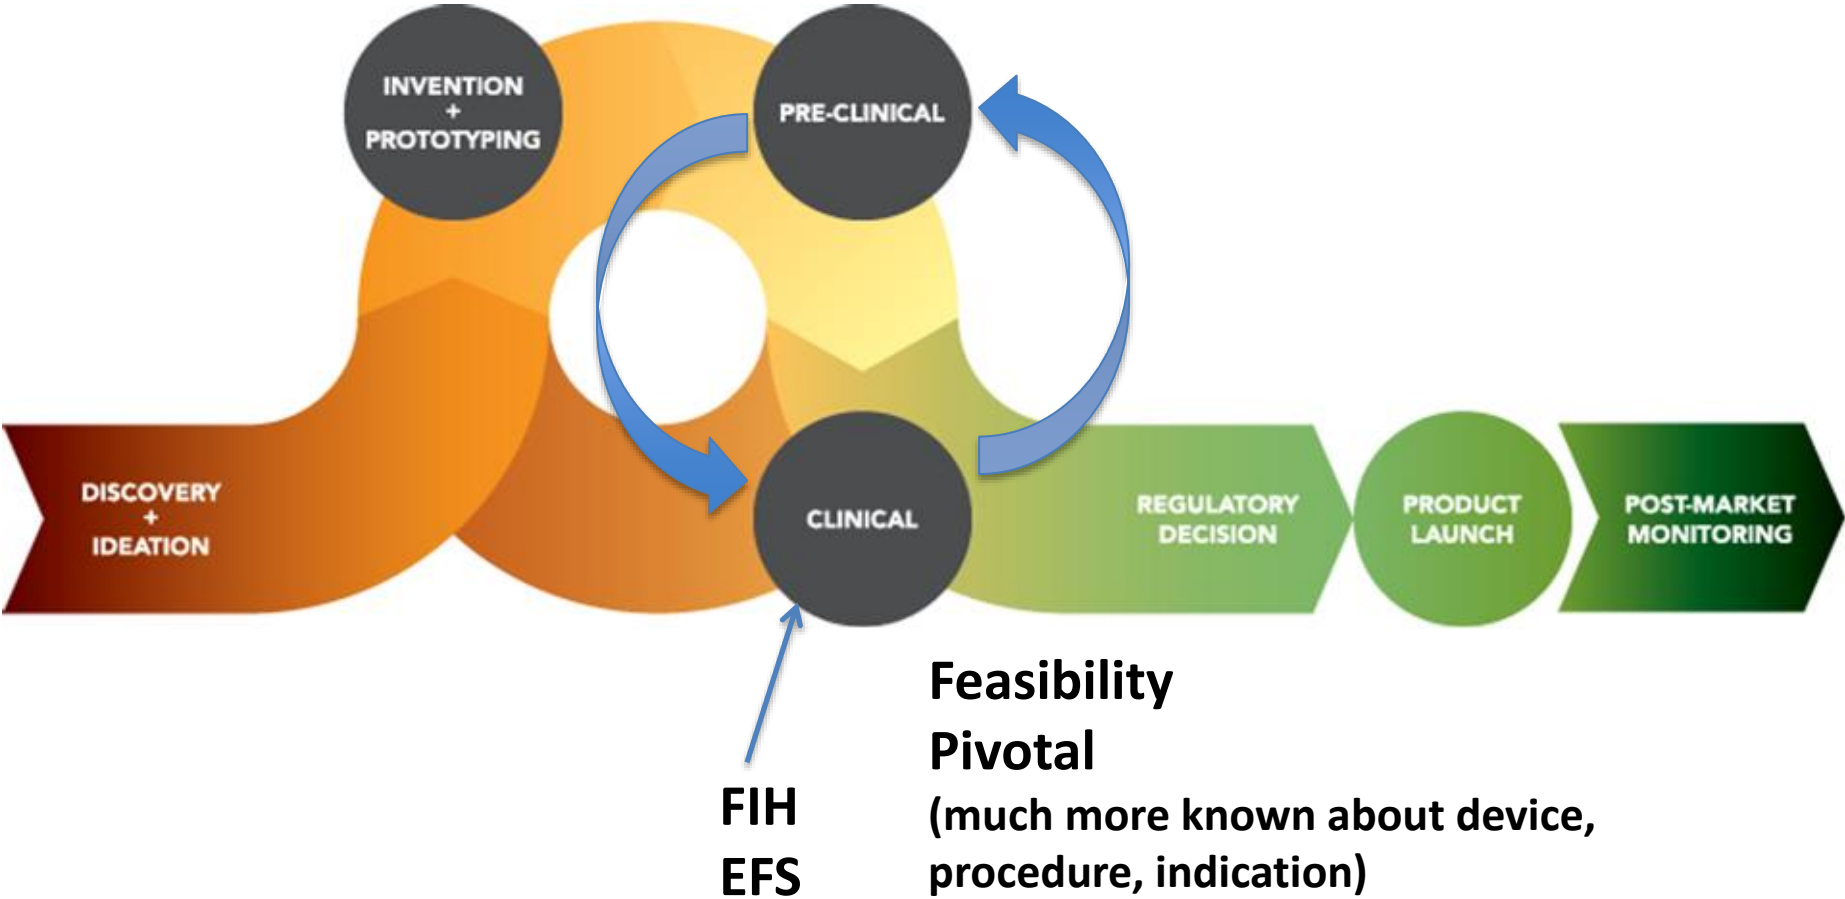 INVENTION
+
PROTOTYPING
PRE-CLINICAL
DISCOVERY
+
IDEATION
CLINICAL
REGULATORY
DECISION
PRODUCT
LAUNCH
POST-MARKET
MONITORING
FIH
EFS
Feasibility
Pivotal
(much more known about device,
procedure, indication)